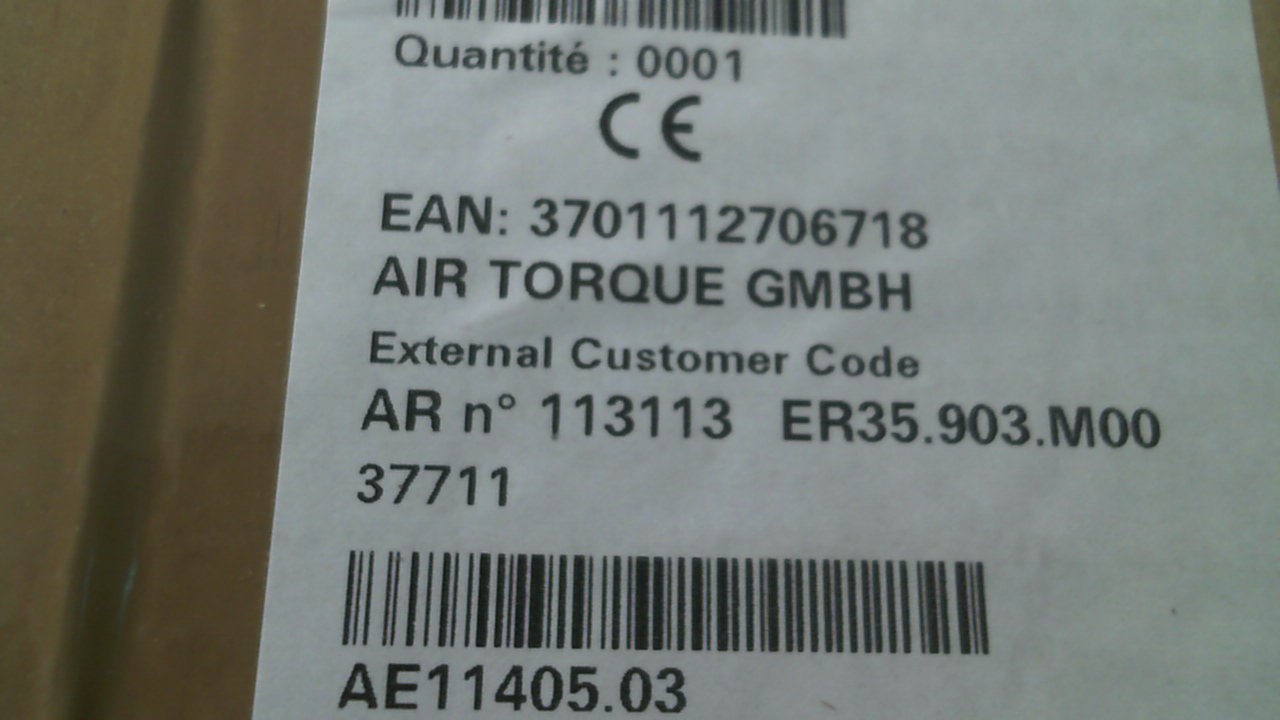 Quantité : 0001
CE
EAN: 3701112706718
AIR TORQUE GMBH
External Customer Code
AR n° 113113 ER35.903.M00
37711
AE11405.03